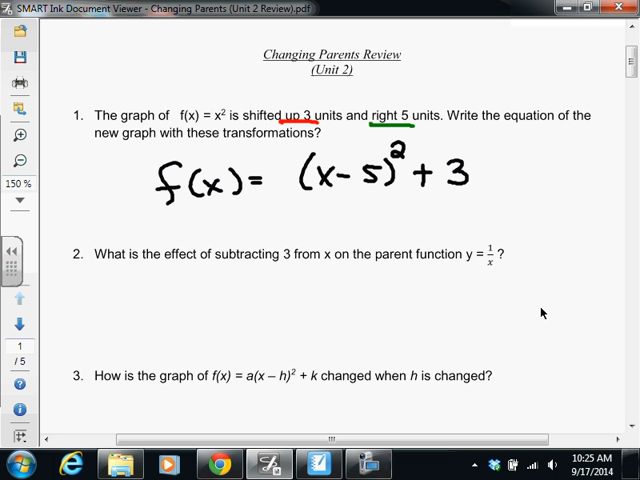 SMART Ink Document Viewer - Changing Parents (Unit 2 Review).pdf
Changing Parents Review
(Unit 2)
1. The graph of f(x) = x² is shifted up 3 units and right 5 units. Write the equation of the
new graph with these transformations?
f(x) = (x - 5)² + 3
2. What is the effect of subtracting 3 from x on the parent function y = 1/x ?
3. How is the graph of f(x) = a(x – h)² + k changed when h is changed?
150 %
1
/ 5
10:25 AM
9/17/2014